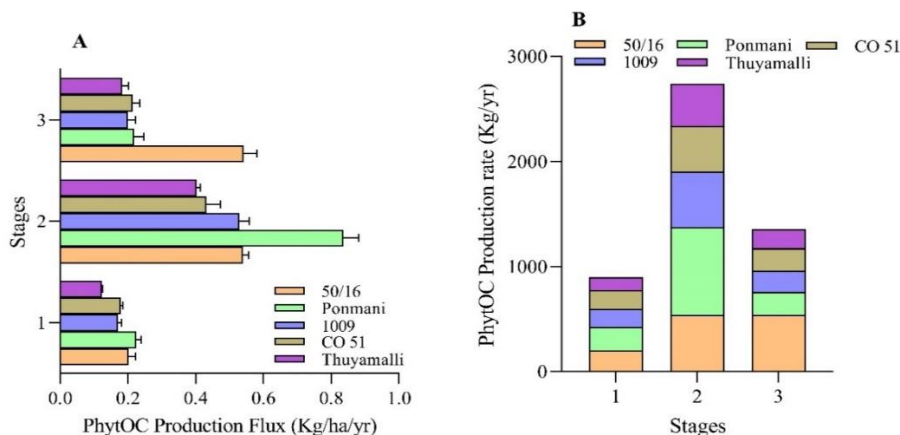 A
Stages
3
2
1
50/16
Ponmani
1009
CO 51
Thuyamalli
0.0 0.2 0.4 0.6 0.8 1.0
PhytOC Production Flux (Kg/ha/yr)
B
50/16 Ponmani CO 51
1009 Thuyamalli
PhytOC Production rate (Kg/yr)
3000
2000
1000
0
1 2 3
Stages